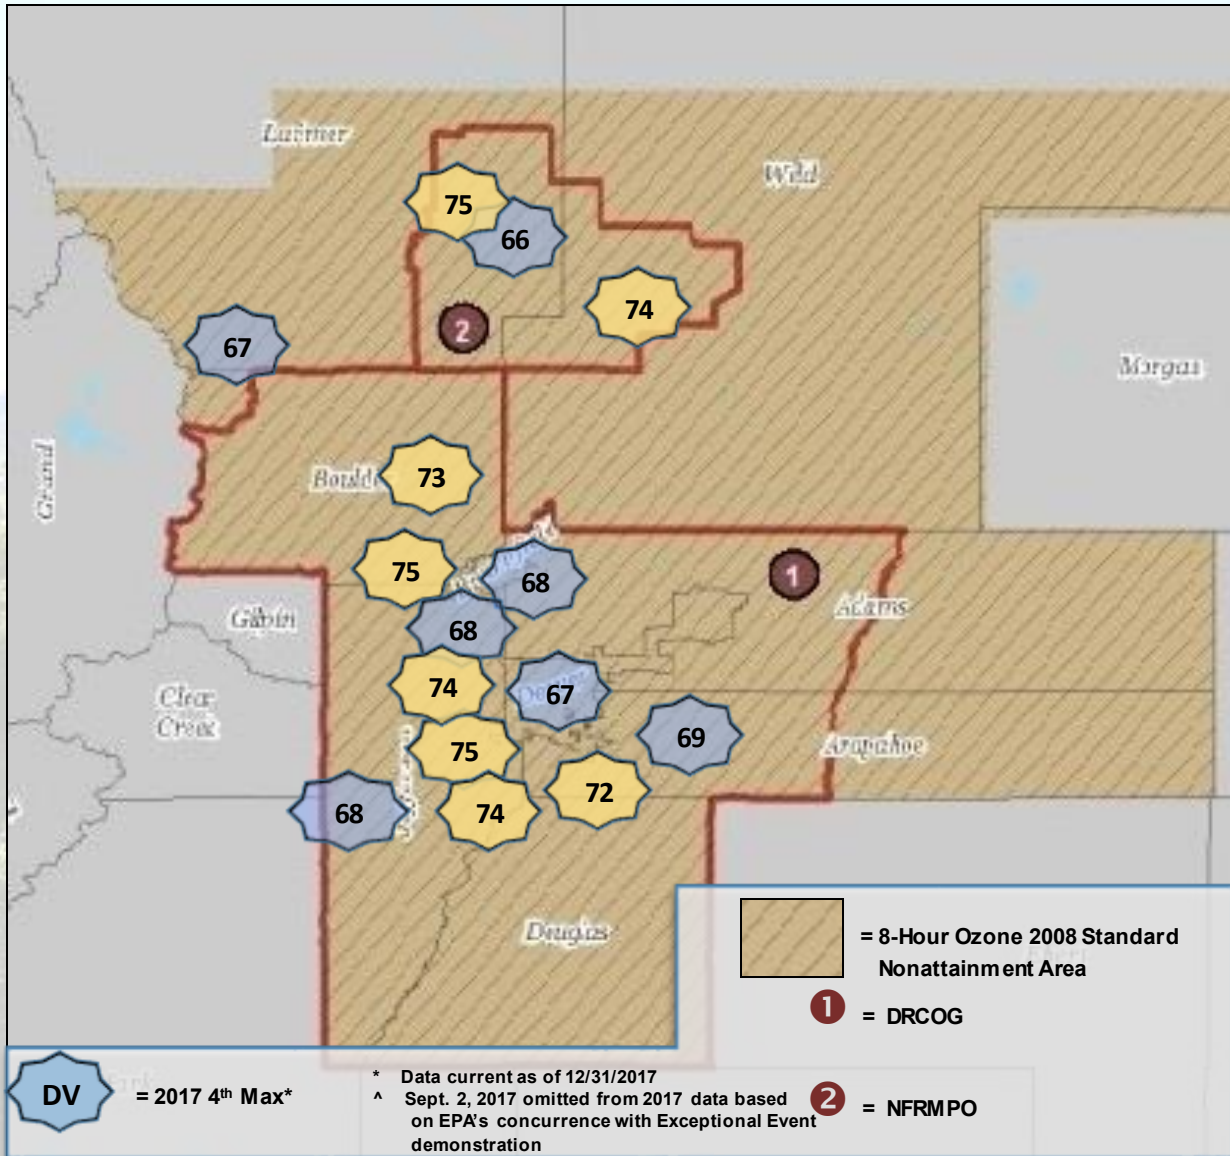 Larimer
Weld
75
66
74
2
67
Morgan
Grand
73
75
68
1
Adams
Gilpin
68
74
67
Clear
Creek
69
75
Arapahoe
72
68
74
Douglas
= 8-Hour Ozone 2008 Standard
Nonattainment Area
1 = DRCOG
DV = 2017 4th Max*
* Data current as of 12/31/2017
^ Sept. 2, 2017 omitted from 2017 data based
on EPA's concurrence with Exceptional Event
demonstration
2 = NFRMPO